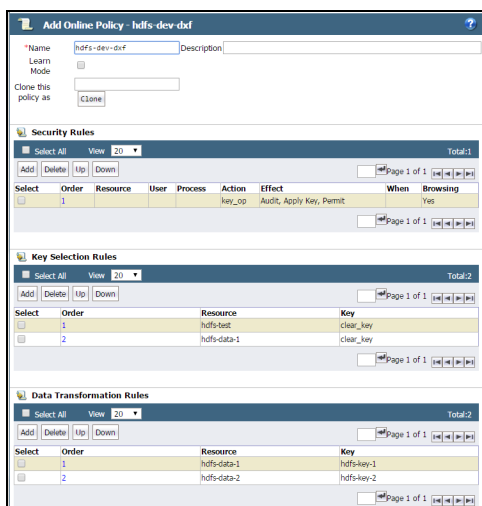 Add Online Policy - hdfs-dev-dxf ?
*Name hdfs-dev-dxf Description
Learn Mode
Clone this policy as
Clone
Security Rules
Select All View 20 Total:1
Add Delete Up Down Page 1 of 1
Select Order Resource User Process Action Effect When Browsing
1 key_op Audit, Apply Key, Permit Yes
Page 1 of 1
Key Selection Rules
Select All View 20 Total:2
Add Delete Up Down Page 1 of 1
Select Order Resource Key
1 hdfs-test clear_key
2 hdfs-data-1 clear_key
Page 1 of 1
Data Transformation Rules
Select All View 20 Total:2
Add Delete Up Down Page 1 of 1
Select Order Resource Key
1 hdfs-data-1 hdfs-key-1
2 hdfs-data-2 hdfs-key-2
Page 1 of 1